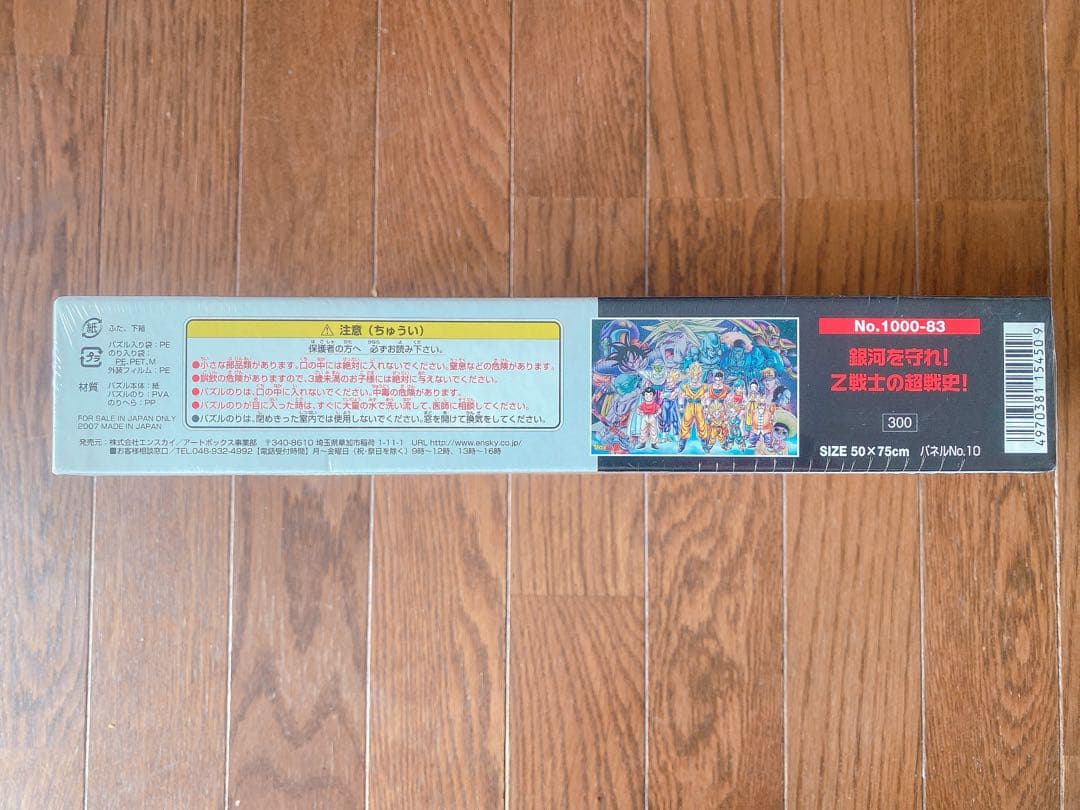 紙
ふた、下箱
プラ
パズル入り袋:PE
のり入り袋:
PE,PET,M
外装フィルム:PE
材質
パズル本体:紙
パズルのり:PVA
のりへら:PP
FOR SALE IN JAPAN ONLY
2007 MADE IN JAPAN
⚠ 注意(ちゅうい)
保護者の方へ 必ずお読み下さい。
●小さな部品類があります。口の中には絶対に入れないでください。窒息などの危険があります。
●誤飲の危険がありますので、3歳未満のお子様には絶対に与えないでください。
●パズルのりは、口の中に入れないでください。中毒の危険があります。
●パズルのりが目に入った時は、すぐに大量の水で洗い流して、医師に相談してください。
●パズルのりは、閉めきった室内では使用しないでください。窓を開けて換気をしてください。
発売元:株式会社エンスカイ/アートボックス事業部 〒340-8610 埼玉県草加市稲荷 1-11-1 URL http://www.ensky.co.jp/
■お客様相談窓口/TEL.048-932-4992【電話受付時間】月~金曜日(祝・祭日を除く)9時~12時、13時~16時
No.1000-83
銀河を守れ!
Z戦士の超戦史!
300
SIZE 50×75cm パネルNo.10
4970381154509